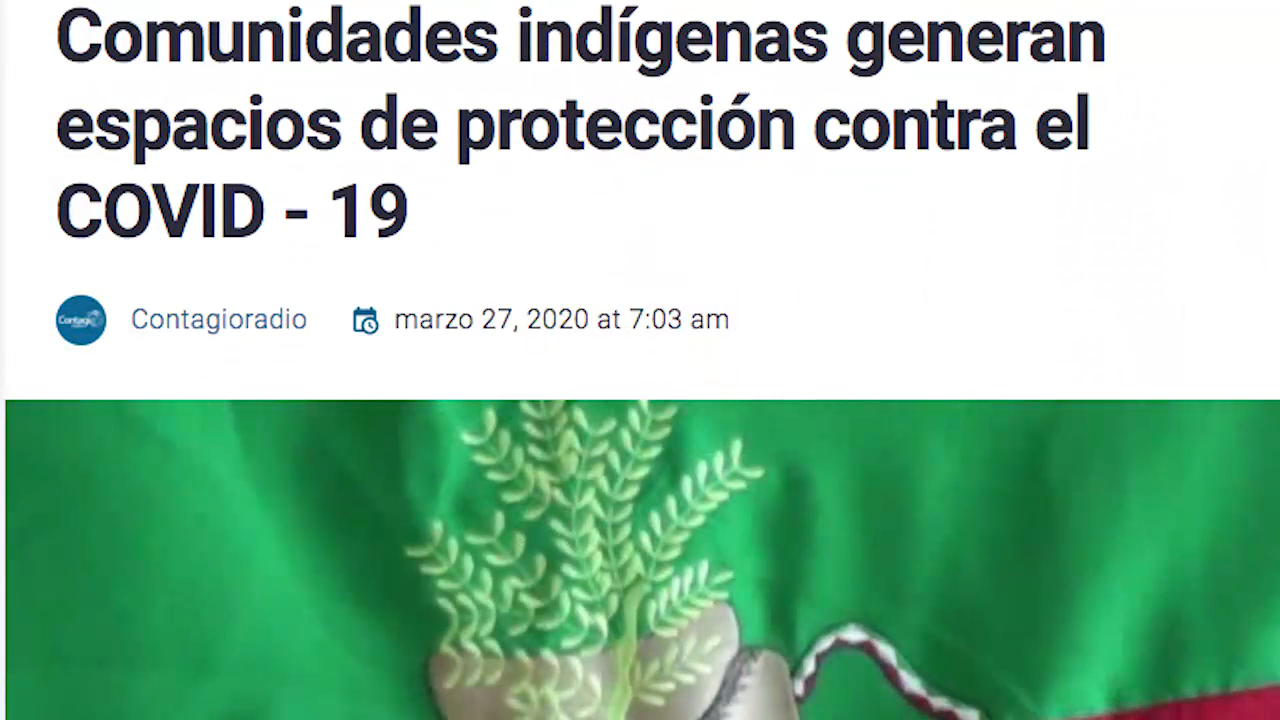 Comunidades indígenas generan
espacios de protección contra el
COVID - 19
Contagioradio marzo 27, 2020 at 7:03 am